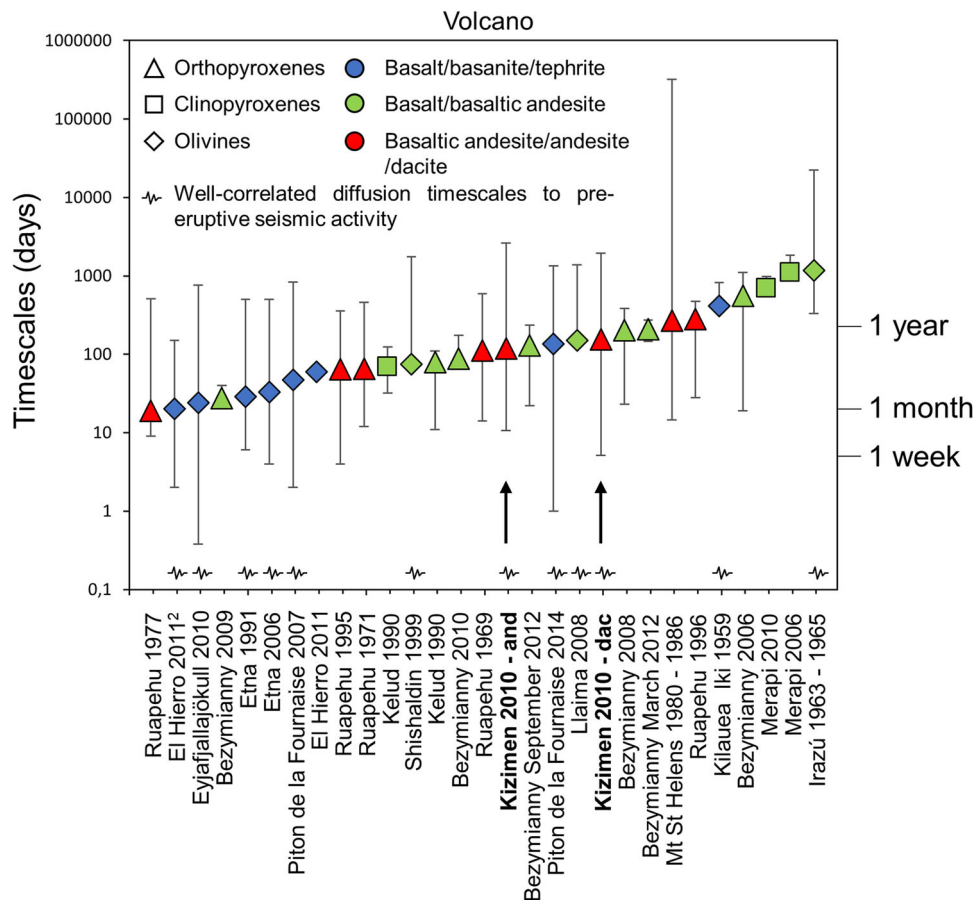 Volcano
1000000
100000
10000
1000
100
10
1
0,1
Timescales (days)
Orthopyroxenes
Clinopyroxenes
Olivines
Basalt/basanite/tephrite
Basalt/basaltic andesite
Basaltic andesite/andesite
/dacite
Well-correlated diffusion timescales to pre-
eruptive seismic activity
1 year
1 month
1 week
Ruapehu 1977
El Hierro 2011²
Eyjafjallajökull 2010
Bezymianny 2009
Etna 1991
Etna 2006
Piton de la Fournaise 2007
El Hierro 2011
Ruapehu 1995
Ruapehu 1971
Kelud 1990
Shishaldin 1999
Kelud 1990
Bezymianny 2010
Ruapehu 1969
Kizimen 2010 - and
Bezymianny September 2012
Piton de la Fournaise 2014
Llaima 2008
Kizimen 2010 - dac
Bezymianny 2008
Bezymianny March 2012
Mt St Helens 1980 - 1986
Ruapehu 1996
Kilauea Iki 1959
Bezymianny 2006
Merapi 2010
Merapi 2006
Irazú 1963 - 1965